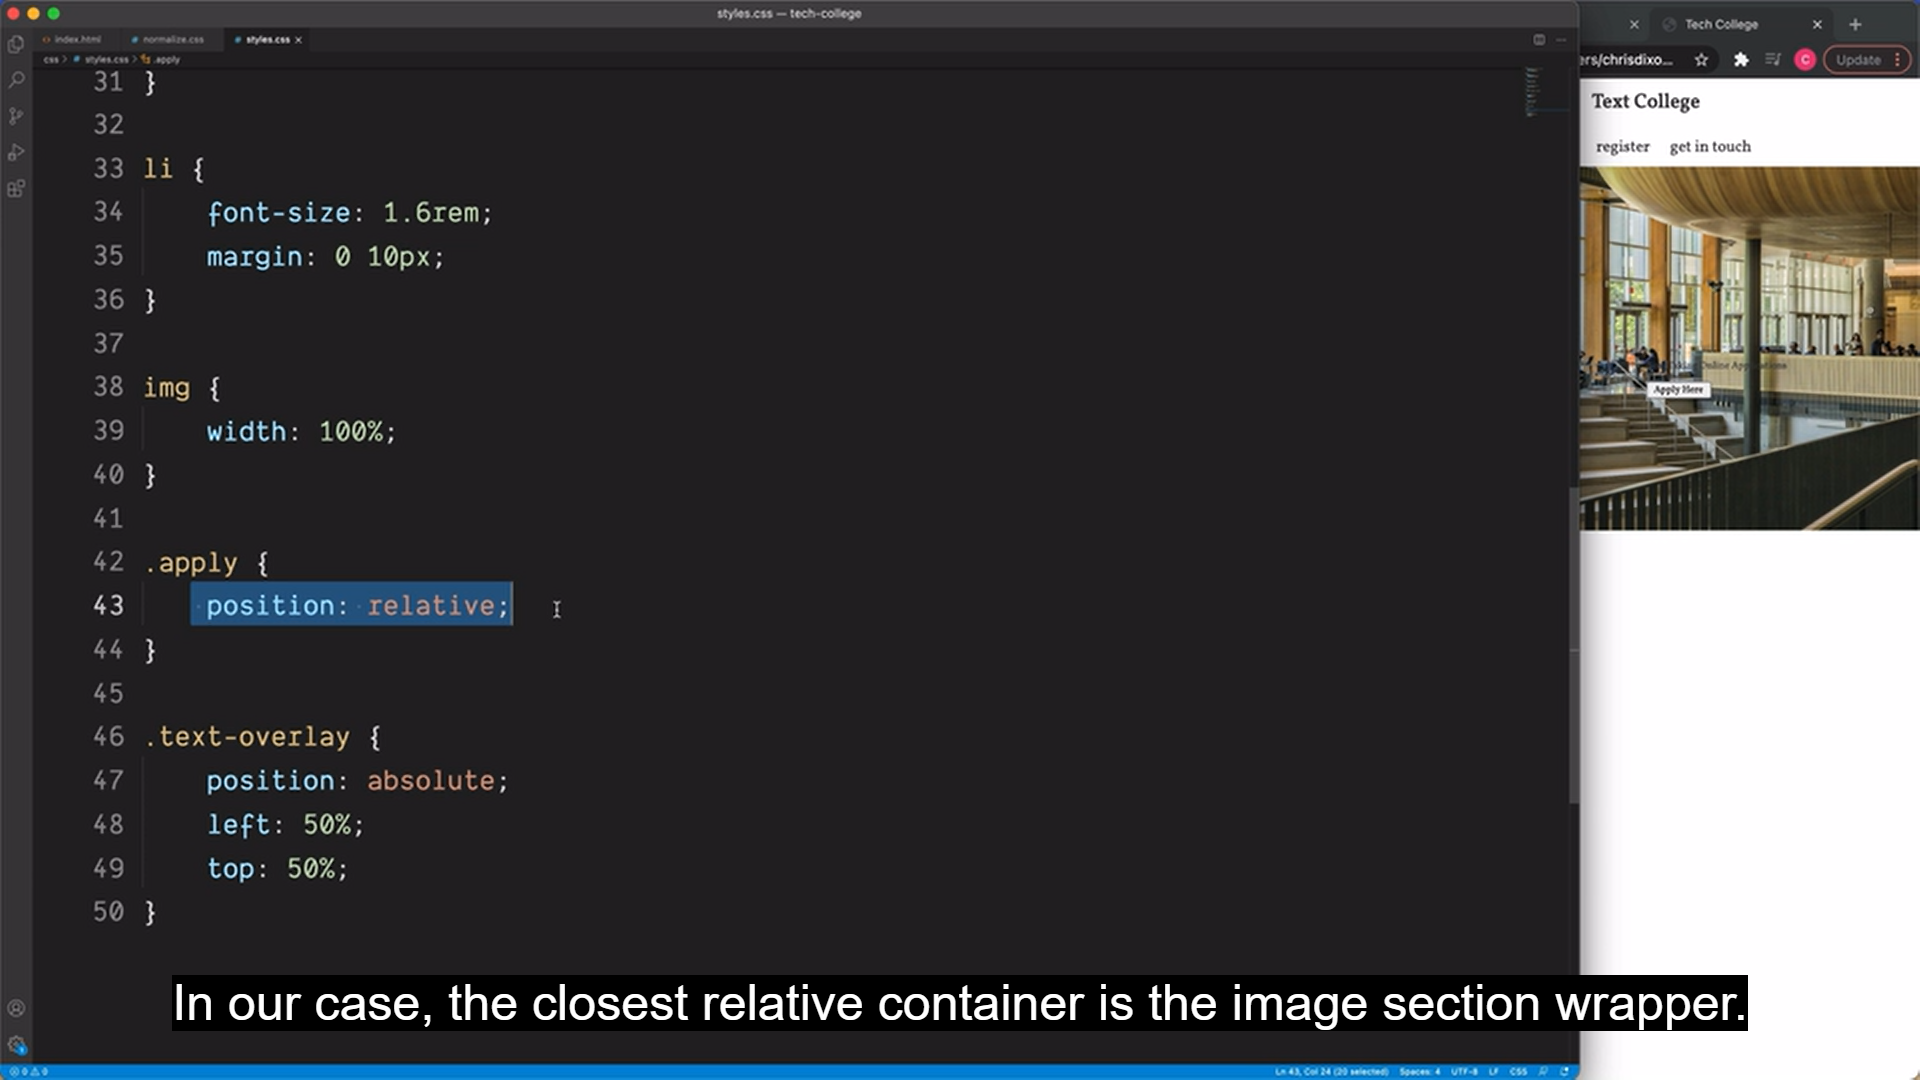 styles.css — tech-college
index.html
normalize.css
styles.css
Tech College
css > # styles.css > .apply
ers/chrisdixo...
C
Update
31 }
32
33 li {
34 font-size: 1.6rem;
35 margin: 0 10px;
36 }
37
38 img {
39 width: 100%;
40 }
41
42 .apply {
43 position: relative;
44 }
45
46 .text-overlay {
47 position: absolute;
48 left: 50%;
49 top: 50%;
50 }
Text College
register get in touch
Online Applications
Apply Here
In our case, the closest relative container is the image section wrapper.
0 0
Ln 43, Col 24 (20 selected) Spaces: 4 UTF-8 LF CSS